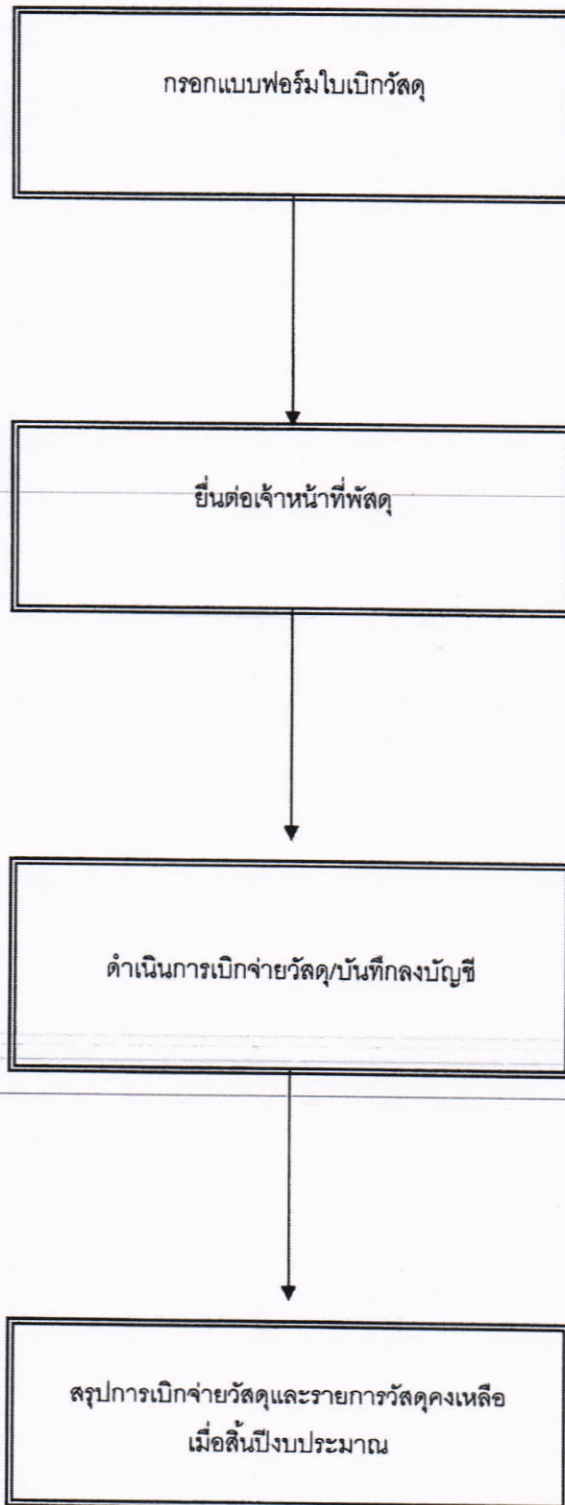 กรอกแบบฟอร์มใบเบิกวัสดุ
ยื่นต่อเจ้าหน้าที่พัสดุ
ดำเนินการเบิกจ่ายวัสดุ/บันทึกลงบัญชี
สรุปการเบิกจ่ายวัสดุและรายการวัสดุคงเหลือ
เมื่อสิ้นปีงบประมาณ